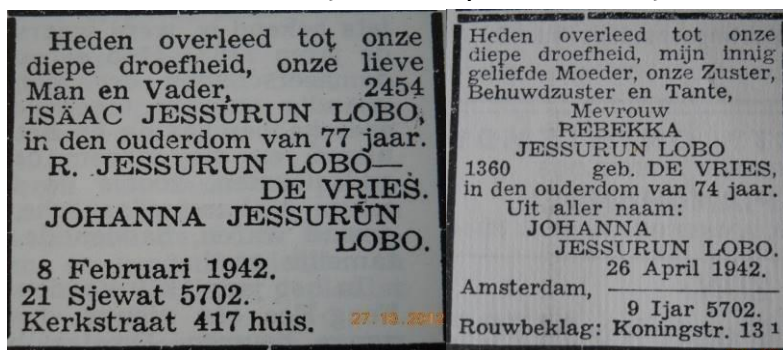 Heden overleed tot onze
diepe droefheid, onze lieve
Man en Vader, 2454
ISÄAC JESSURUN LOBO,
in den ouderdom van 77 jaar.
R. JESSURUN LOBO—
DE VRIES.
JOHANNA JESSURUN
LOBO.
8 Februari 1942.
21 Sjewat 5702.
Kerkstraat 417 huis.
Heden overleed tot onze
diepe droefheid, mijn innig
geliefde Moeder, onze Zuster,
Behuwdzuster en Tante,
Mevrouw
REBEKKA
JESSURUN LOBO
1360 geb. DE VRIES,
in den ouderdom van 74 jaar.
Uit aller naam:
JOHANNA
JESSURUN LOBO.
26 April 1942.
Amsterdam,
9 Ijar 5702.
Rouwbeklag: Koningstr. 13 1